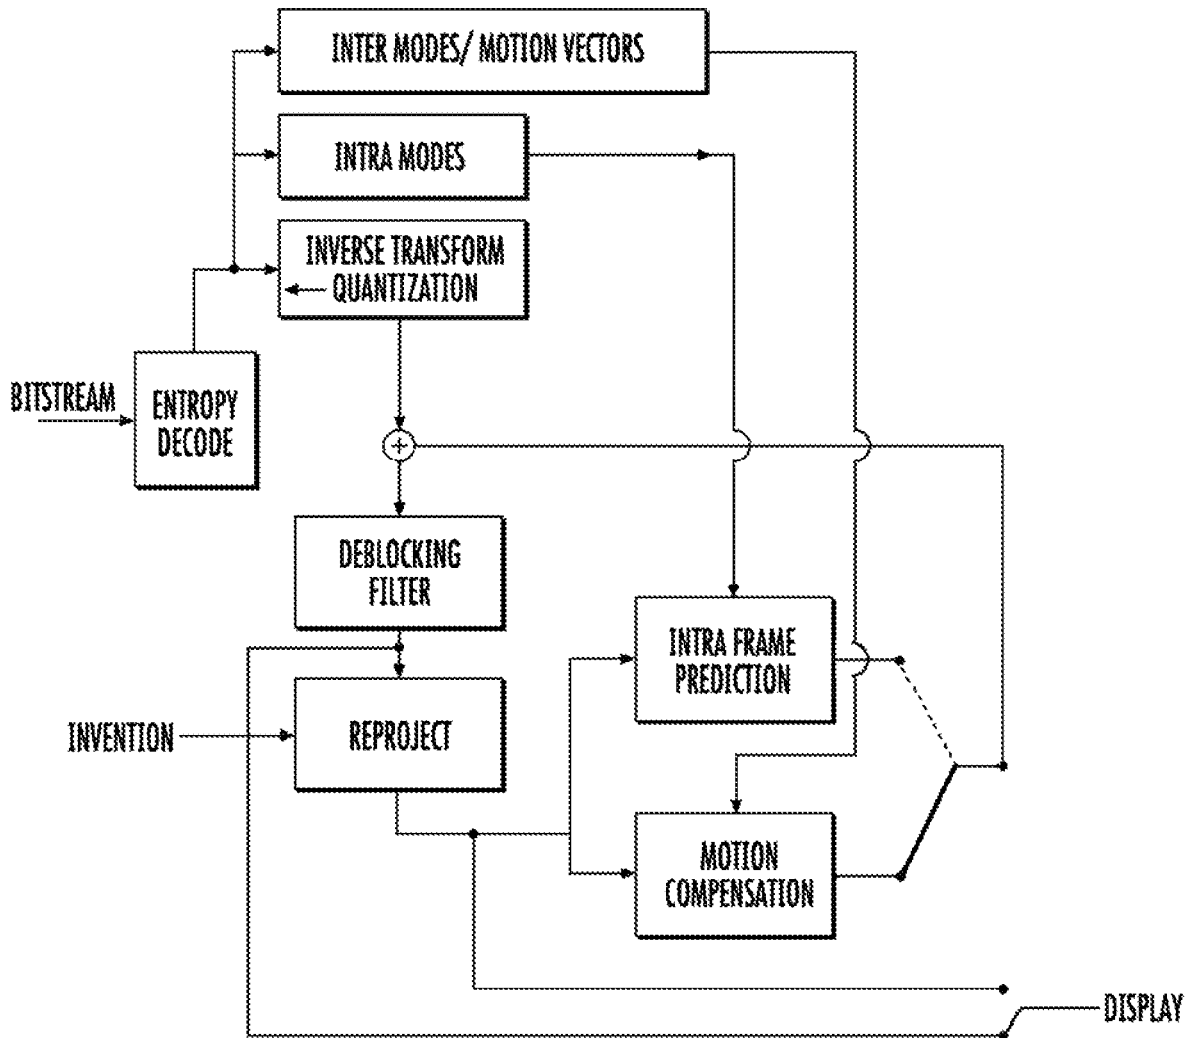 INTER MODES/ MOTION VECTORS
INTRA MODES
INVERSE TRANSFORM
QUANTIZATION
BITSTREAM
ENTROPY
DECODE
+
DEBLOCKING
FILTER
INTRA FRAME
PREDICTION
INVENTION
REPROJECT
MOTION
COMPENSATION
DISPLAY